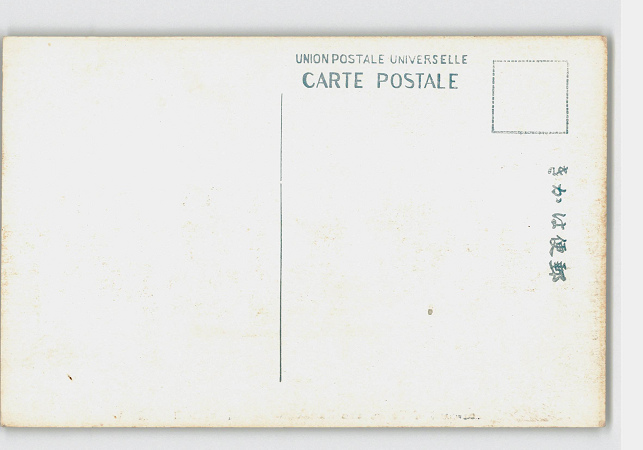 UNION POSTALE UNIVERSELLE
CARTE POSTALE
郵便はかき